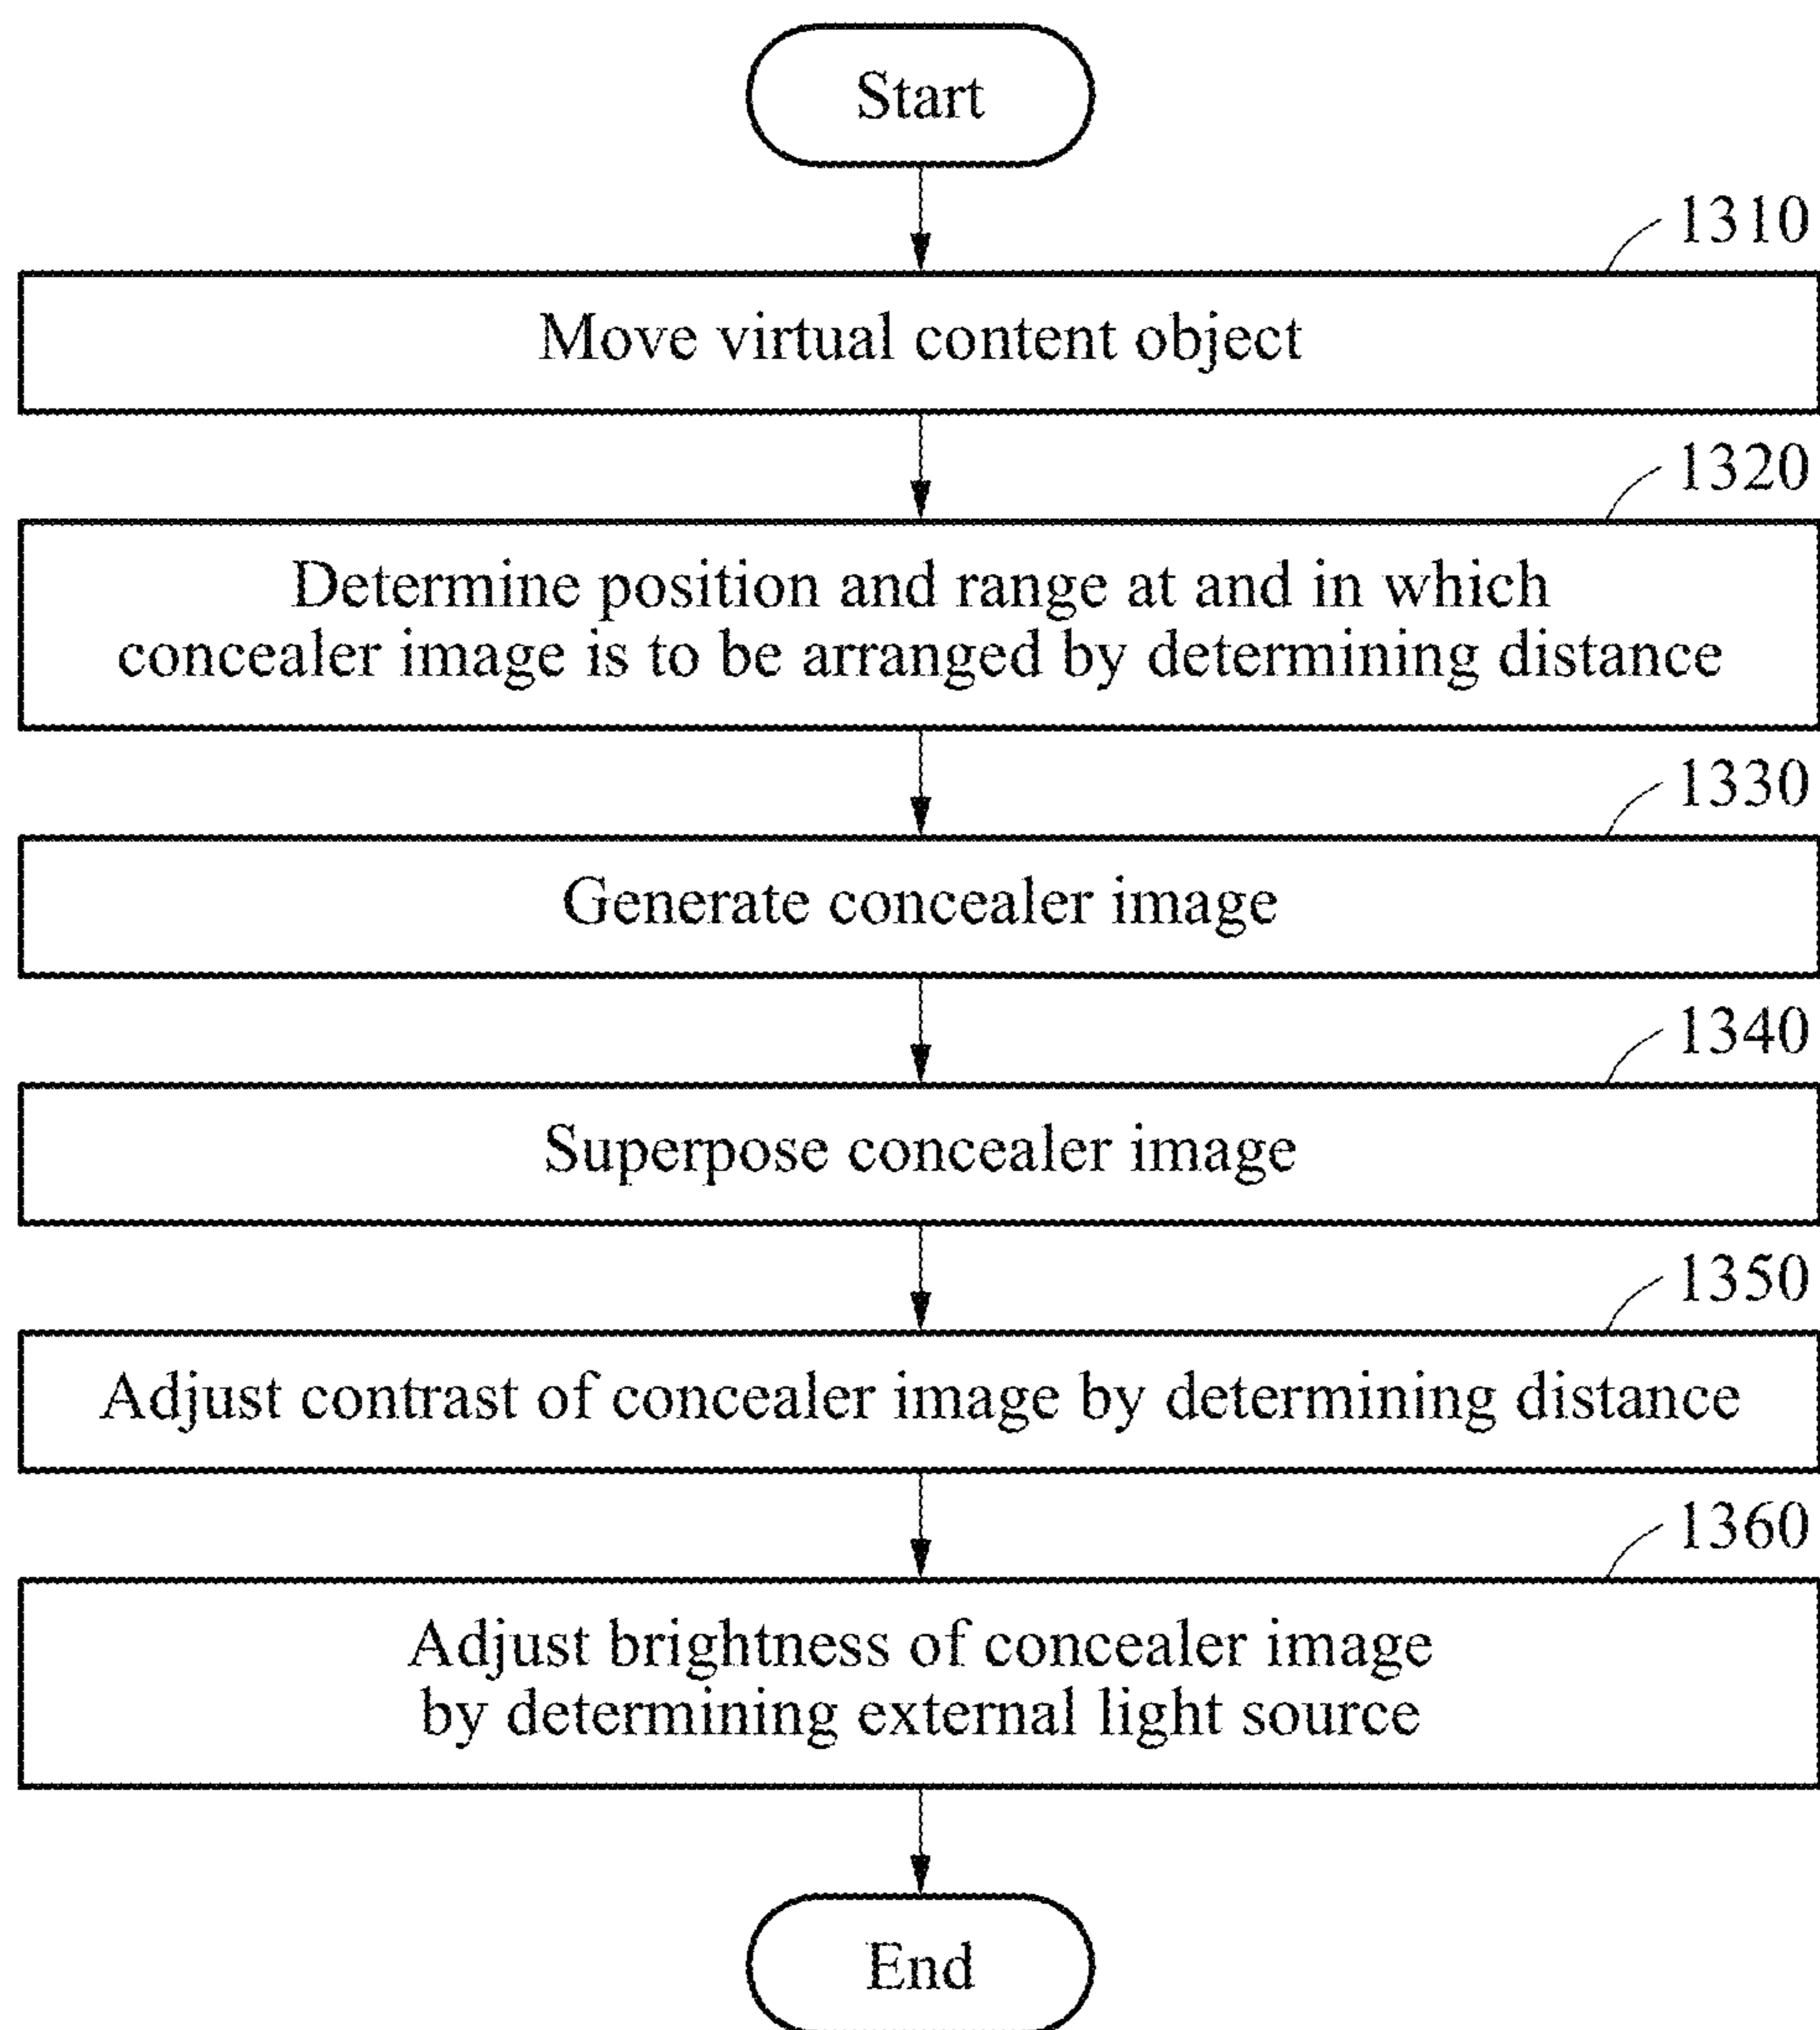 Start
1310
Move virtual content object
1320
Determine position and range at and in which
concealer image is to be arranged by determining distance
1330
Generate concealer image
1340
Superpose concealer image
1350
Adjust contrast of concealer image by determining distance
1360
Adjust brightness of concealer image
by determining external light source
End